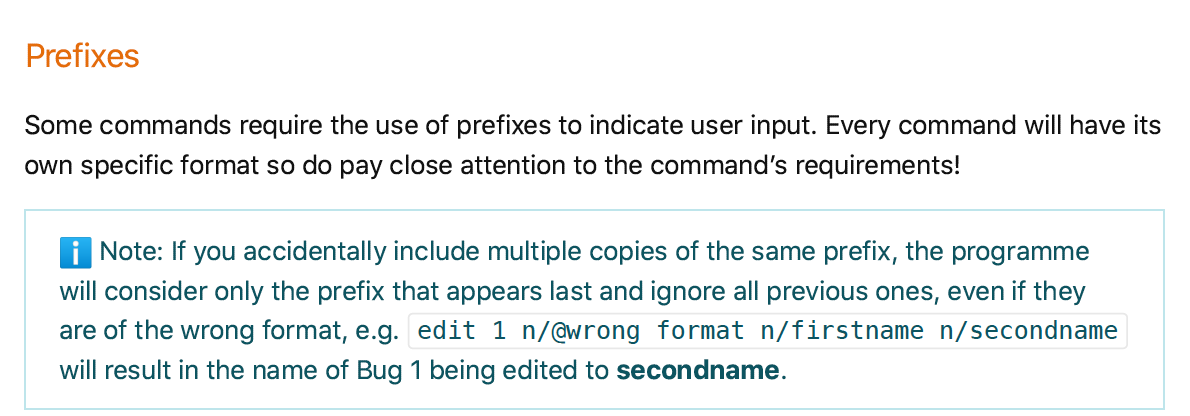 Prefixes
Some commands require the use of prefixes to indicate user input. Every command will have its
own specific format so do pay close attention to the command’s requirements!
ℹ️ Note: If you accidentally include multiple copies of the same prefix, the programme
will consider only the prefix that appears last and ignore all previous ones, even if they
are of the wrong format, e.g. edit 1 n/@wrong format n/firstname n/secondname
will result in the name of Bug 1 being edited to secondname.